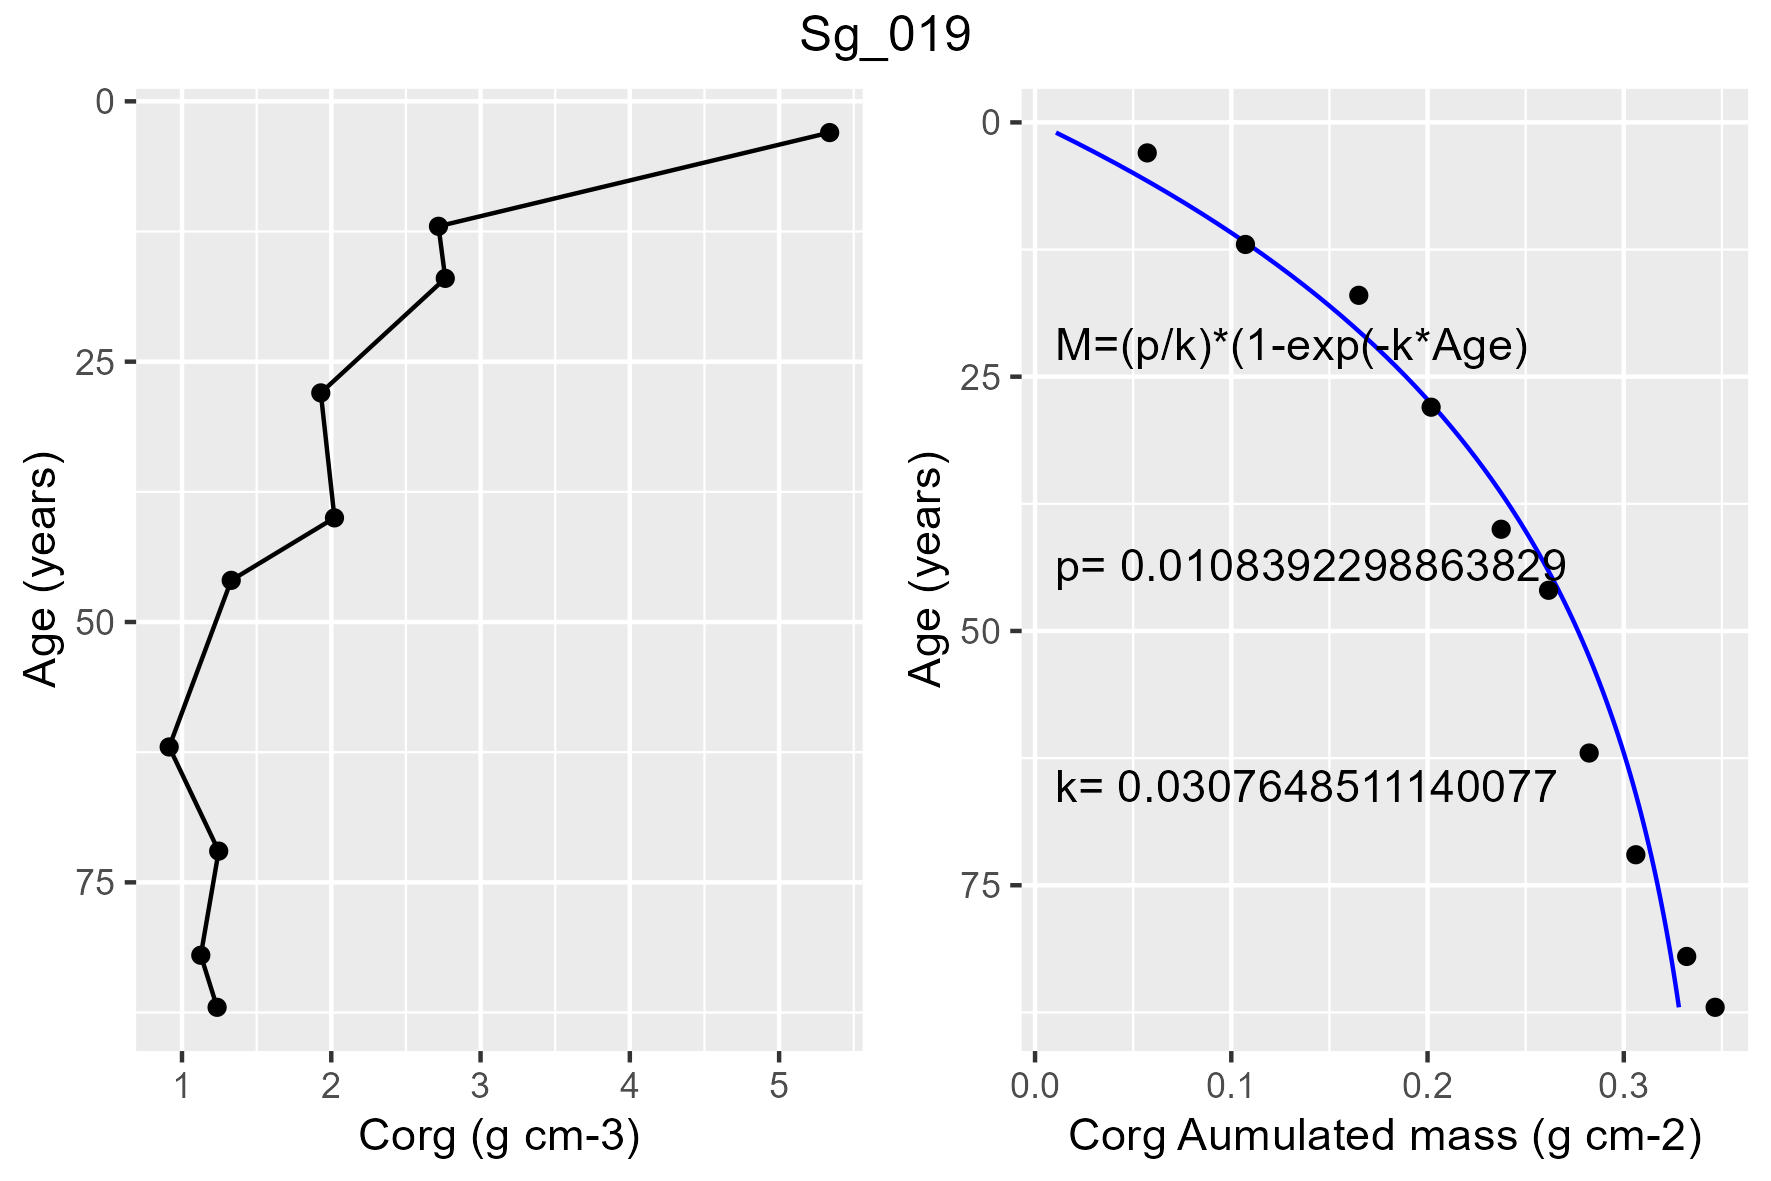 Sg_019
0
25
50
75
Age (years)
1 2 3 4 5
Corg (g cm-3)
0
25
50
75
Age (years)
M=(p/k)*(1-exp(-k*Age)
p= 0.0108392298863829
k= 0.0307648511140077
0.0 0.1 0.2 0.3
Corg Aumulated mass (g cm-2)